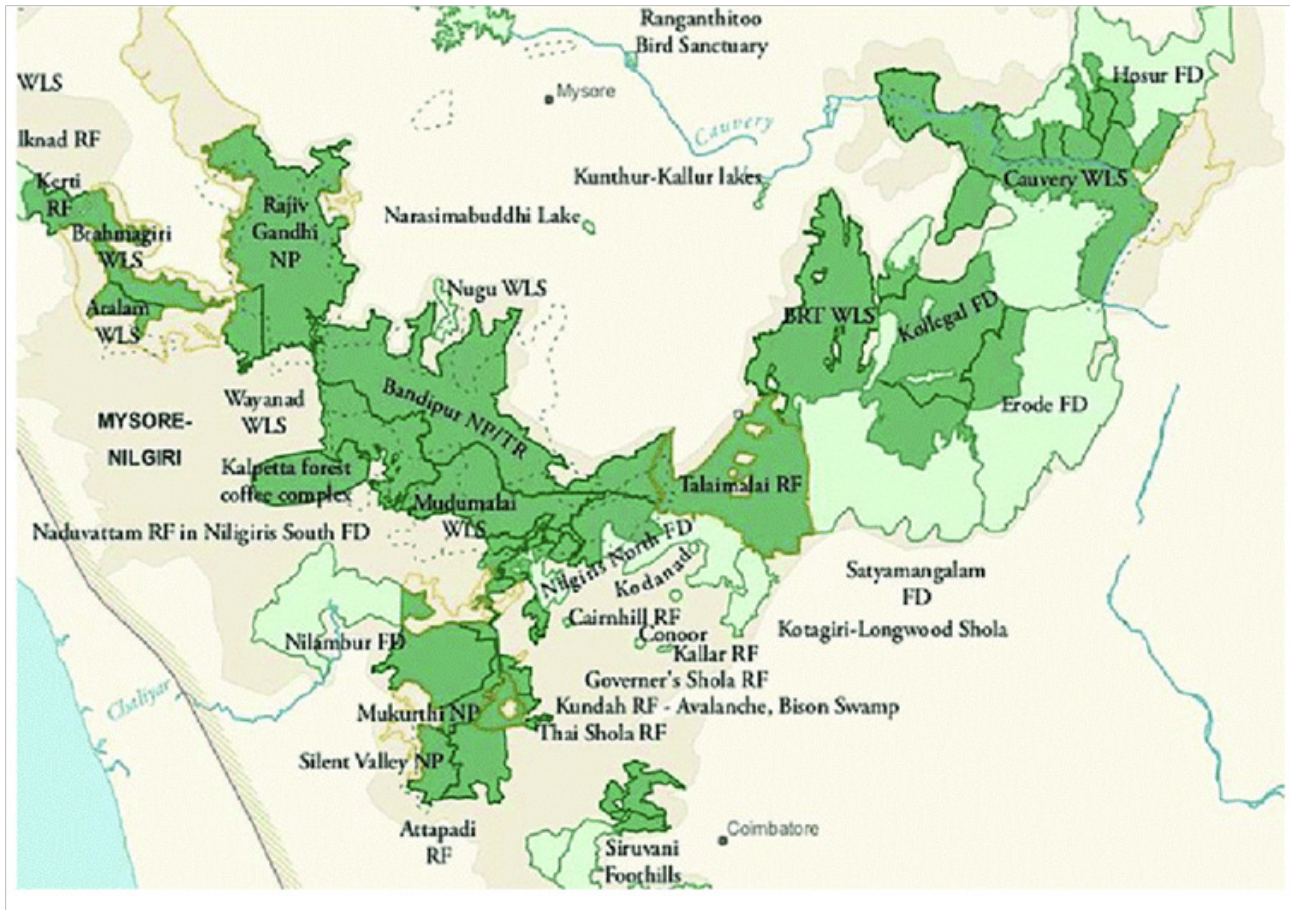 Ranganthitoo
Bird Sanctuary
Hosur FD
WLS
Mysore
Cauvery
lknad RF
Kunthur-Kallur lakes
Cauvery WLS
Kerti
RF
Rajiv
Gandhi
NP
Narasimabuddhi Lake
Brahmagiri
WLS
Nugu WLS
Aralam
WLS
BRT WLS
Kollegal FD
Bandipur NP/TR
Wayanad
WLS
Erode FD
MYSORE-
NILGIRI
Kalpetta forest
coffee complex
Mudumalai
WLS
Talaimalai RF
Naduvattam RF in Niligiris South FD
Nilgiris North FD
Kodanad
Satyamangalam
FD
Cairnhill RF
Conoor
Kotagiri-Longwood Shola
Nilambur FD
Kallar RF
Governer's Shola RF
Chaliyar
Mukurthi NP
Kundah RF - Avalanche, Bison Swamp
Thai Shola RF
Silent Valley NP
Attapadi
RF
Coimbatore
Siruvani
Foothills